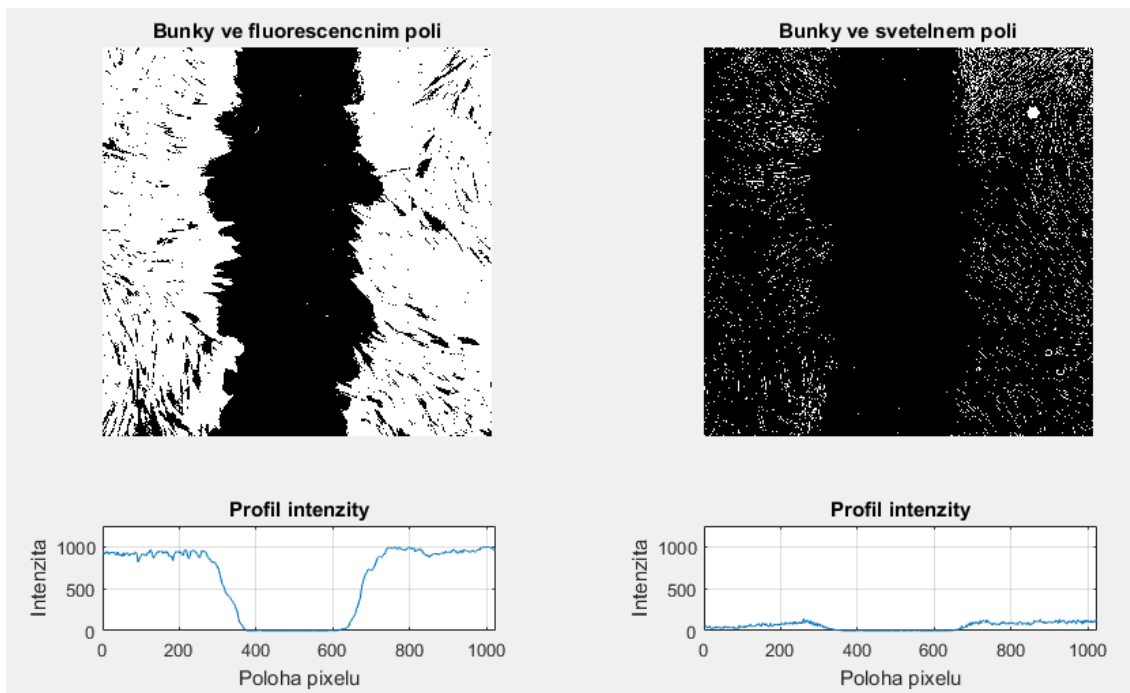 Bunky ve fluorescencnim poli
Bunky ve svetelnem poli
Profil intenzity
Profil intenzity
Intenzita
1000
500
0
0 200 400 600 800 1000
Poloha pixelu
Intenzita
1000
500
0
0 200 400 600 800 1000
Poloha pixelu